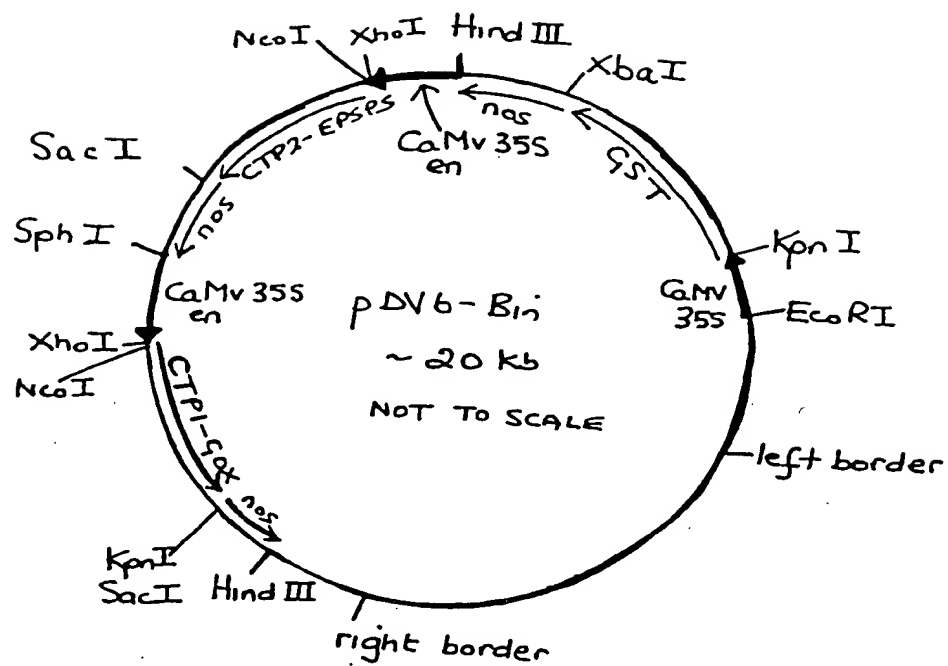 NcoI
XhoI
Hind III
XbaI
nos
CTP2-EPSPS
CaMv 35S
en
GST
SacI
nos
SphI
KpnI
CaMv 35S
en
pDV6-Bin
CaMV
35S
EcoRI
XhoI
~ 20 kb
NcoI
CTP1-GOX
NOT TO SCALE
left border
nos
KpnI
SacI
Hind III
right border